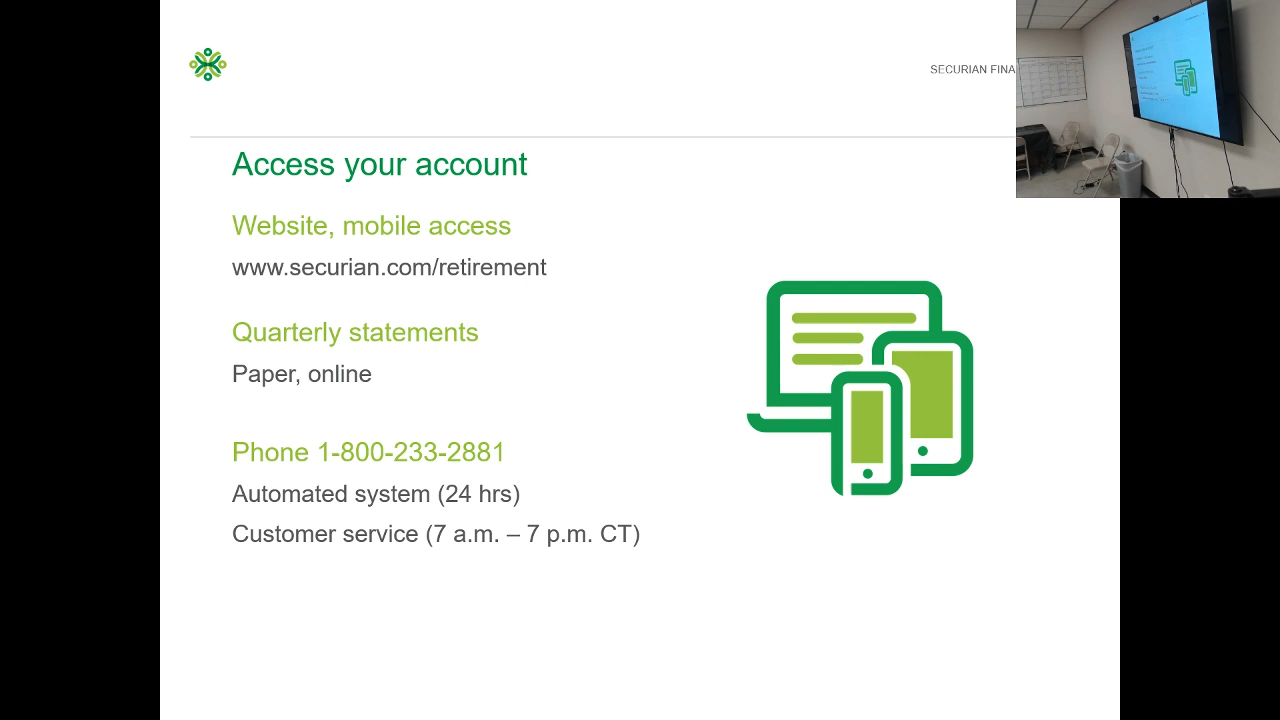 SECURIAN FINA
Access your account
Website, mobile access
www.securian.com/retirement
Quarterly statements
Paper, online
Phone 1-800-233-2881
Automated system (24 hrs)
Customer service (7 a.m. – 7 p.m. CT)